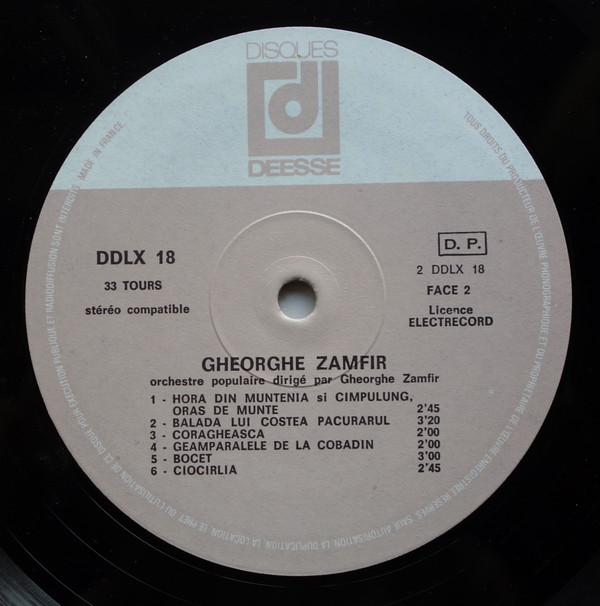 DISQUES
d
DEESSE
DDLX 18
33 TOURS
stéréo compatible
D. P.
2 DDLX 18
FACE 2
Licence
ELECTRECORD
GHEORGHE ZAMFIR
orchestre populaire dirigé par Gheorghe Zamfir
1 - HORA DIN MUNTENIA si CIMPULUNG,
ORAS DE MUNTE 2'45
2 - BALADA LUI COSTEA PACURARUL 3'20
3 - CORAGHEASCA 2'00
4 - GEAMPARALELE DE LA COBADIN 2'00
5 - BOCET 3'00
6 - CIOCIRLIA 2'45
TOUS DROITS DU PRODUCTEUR DE L'ŒUVRE PHONOGRAPHIQUE ET DU PROPRIETAIRE DE L'ŒUVRE ENREGISTREE RESERVES. SAUF AUTORISATION, LA DUPLICATION, LA LOCATION, LE PRET OU L'UTILISATION DE CE DISQUE POUR EXECUTION PUBLIQUE ET RADIODIFFUSION SONT INTERDITS. MADE IN FRANCE.